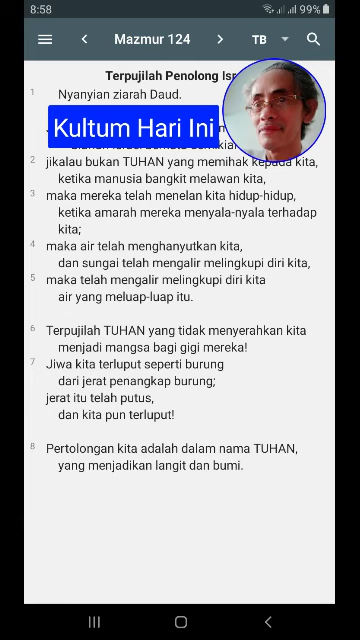 8:58
99%
Mazmur 124
TB
Terpujilah Penolong
1 Nyanyian ziarah Daud.
Kultum Hari Ini
2 jikalau bukan TUHAN yang memihak kepada kita,
ketika manusia bangkit melawan kita,
3 maka mereka telah menelan kita hidup-hidup,
ketika amarah mereka menyala-nyala terhadap
kita;
4 maka air telah menghanyutkan kita,
dan sungai telah mengalir melingkupi diri kita,
5 maka telah mengalir melingkupi diri kita
air yang meluap-luap itu.
6 Terpujilah TUHAN yang tidak menyerahkan kita
menjadi mangsa bagi gigi mereka!
7 Jiwa kita terluput seperti burung
dari jerat penangkap burung;
jerat itu telah putus,
dan kita pun terluput!
8 Pertolongan kita adalah dalam nama TUHAN,
yang menjadikan langit dan bumi.